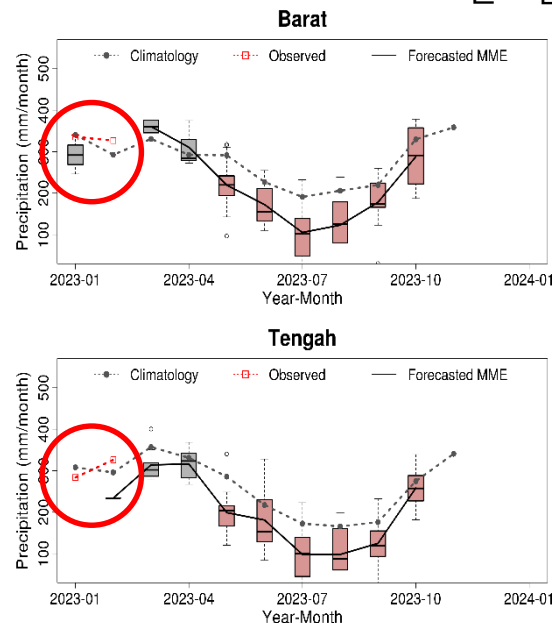 Barat
Climatology Observed Forecasted MME
Precipitation (mm/month)
500
400
300
200
100
2023-01 2023-04 2023-07 2023-10 2024-01
Year-Month
Tengah
Climatology Observed Forecasted MME
Precipitation (mm/month)
500
400
300
200
100
2023-01 2023-04 2023-07 2023-10 2024-01
Year-Month